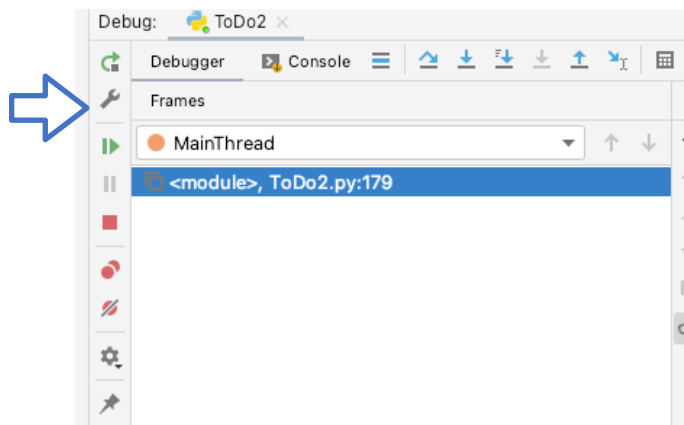 Debug: ToDo2
Debugger Console
Frames
MainThread
<module>, ToDo2.py:179